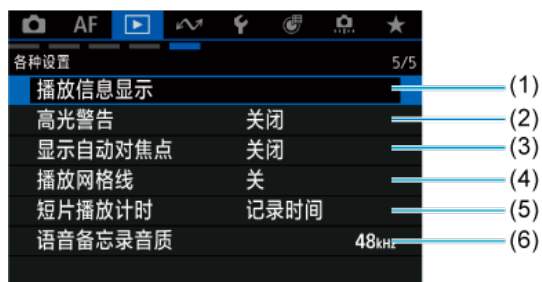 AF
各种设置 5/5
播放信息显示 (1)
高光警告 关闭 (2)
显示自动对焦点 关闭 (3)
播放网格线 关 (4)
短片播放计时 记录时间 (5)
语音备忘录音质 48kHz (6)